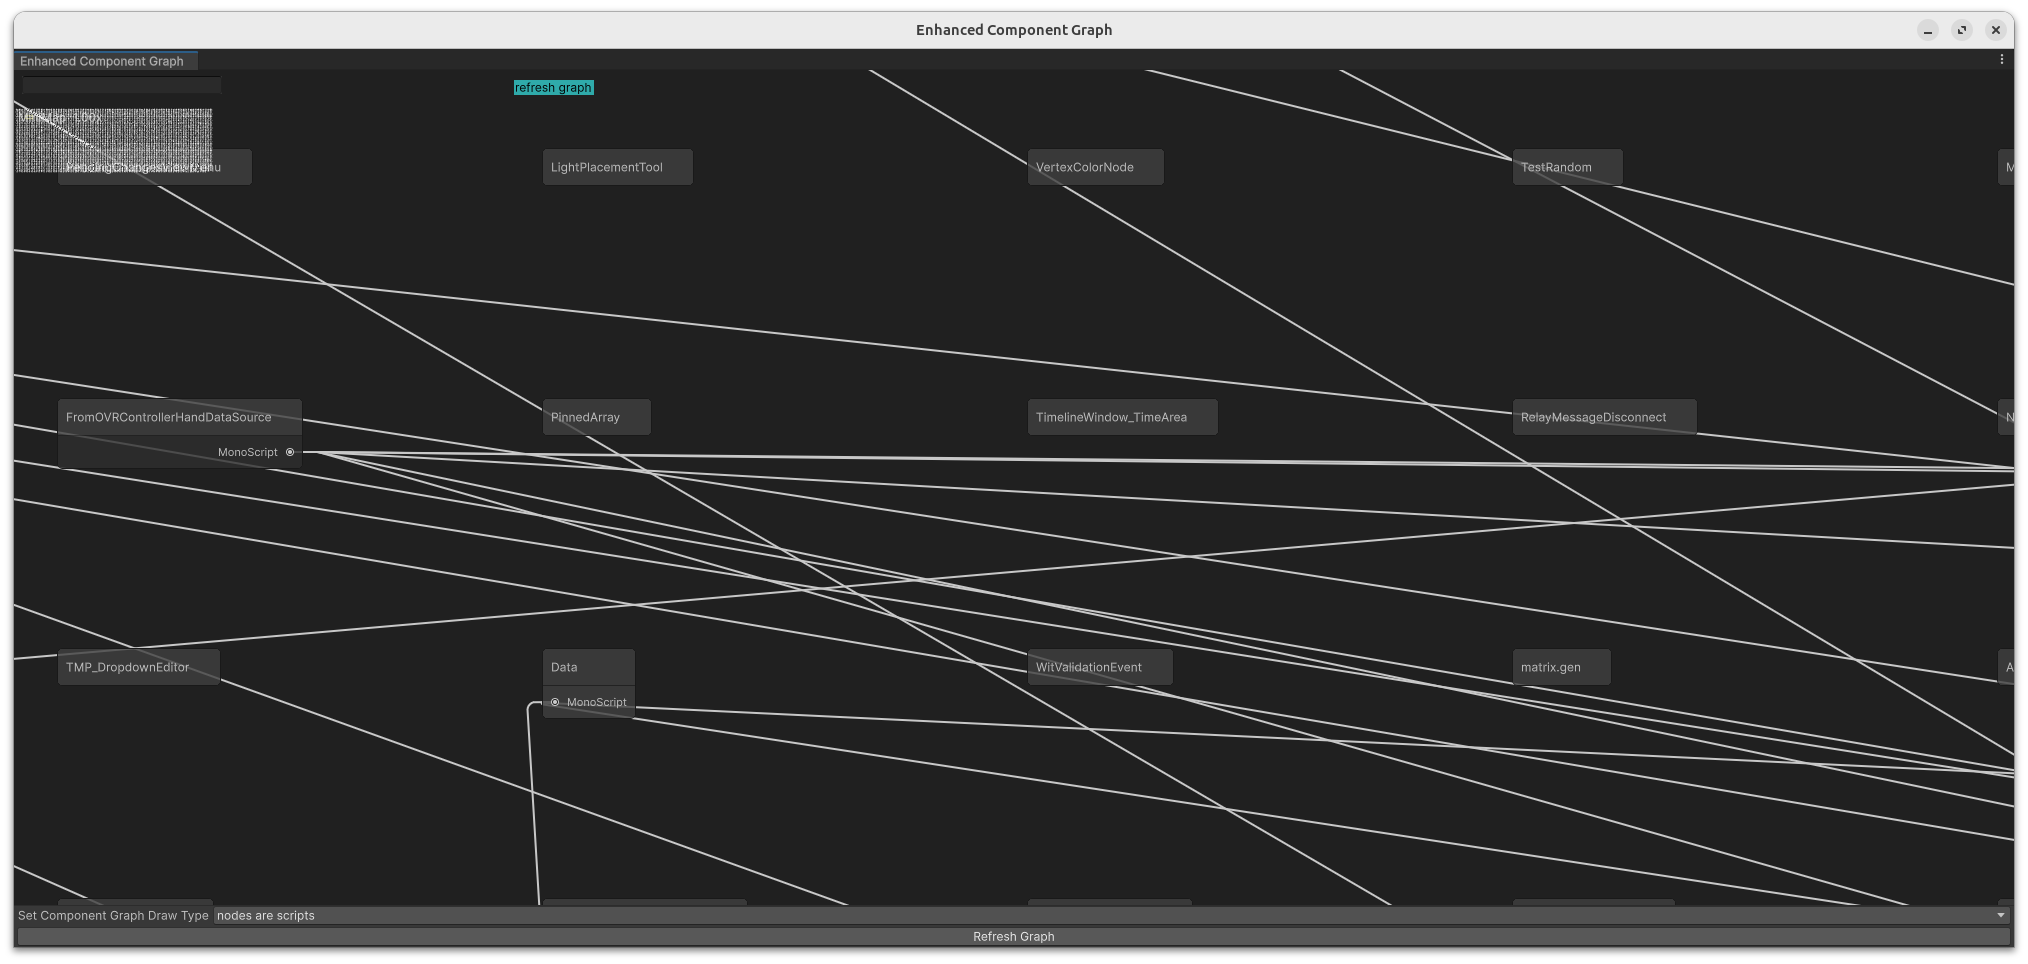 Enhanced Component Graph
Enhanced Component Graph
refresh graph
MiniMap 1.00x
LightPlacementTool
VertexColorNode
TestRandom
M
FromOVRControllerHandDataSource
MonoScript
PinnedArray
TimelineWindow_TimeArea
RelayMessageDisconnect
N
TMP_DropdownEditor
Data
MonoScript
WitValidationEvent
matrix.gen
A
Set Component Graph Draw Type
nodes are scripts
Refresh Graph